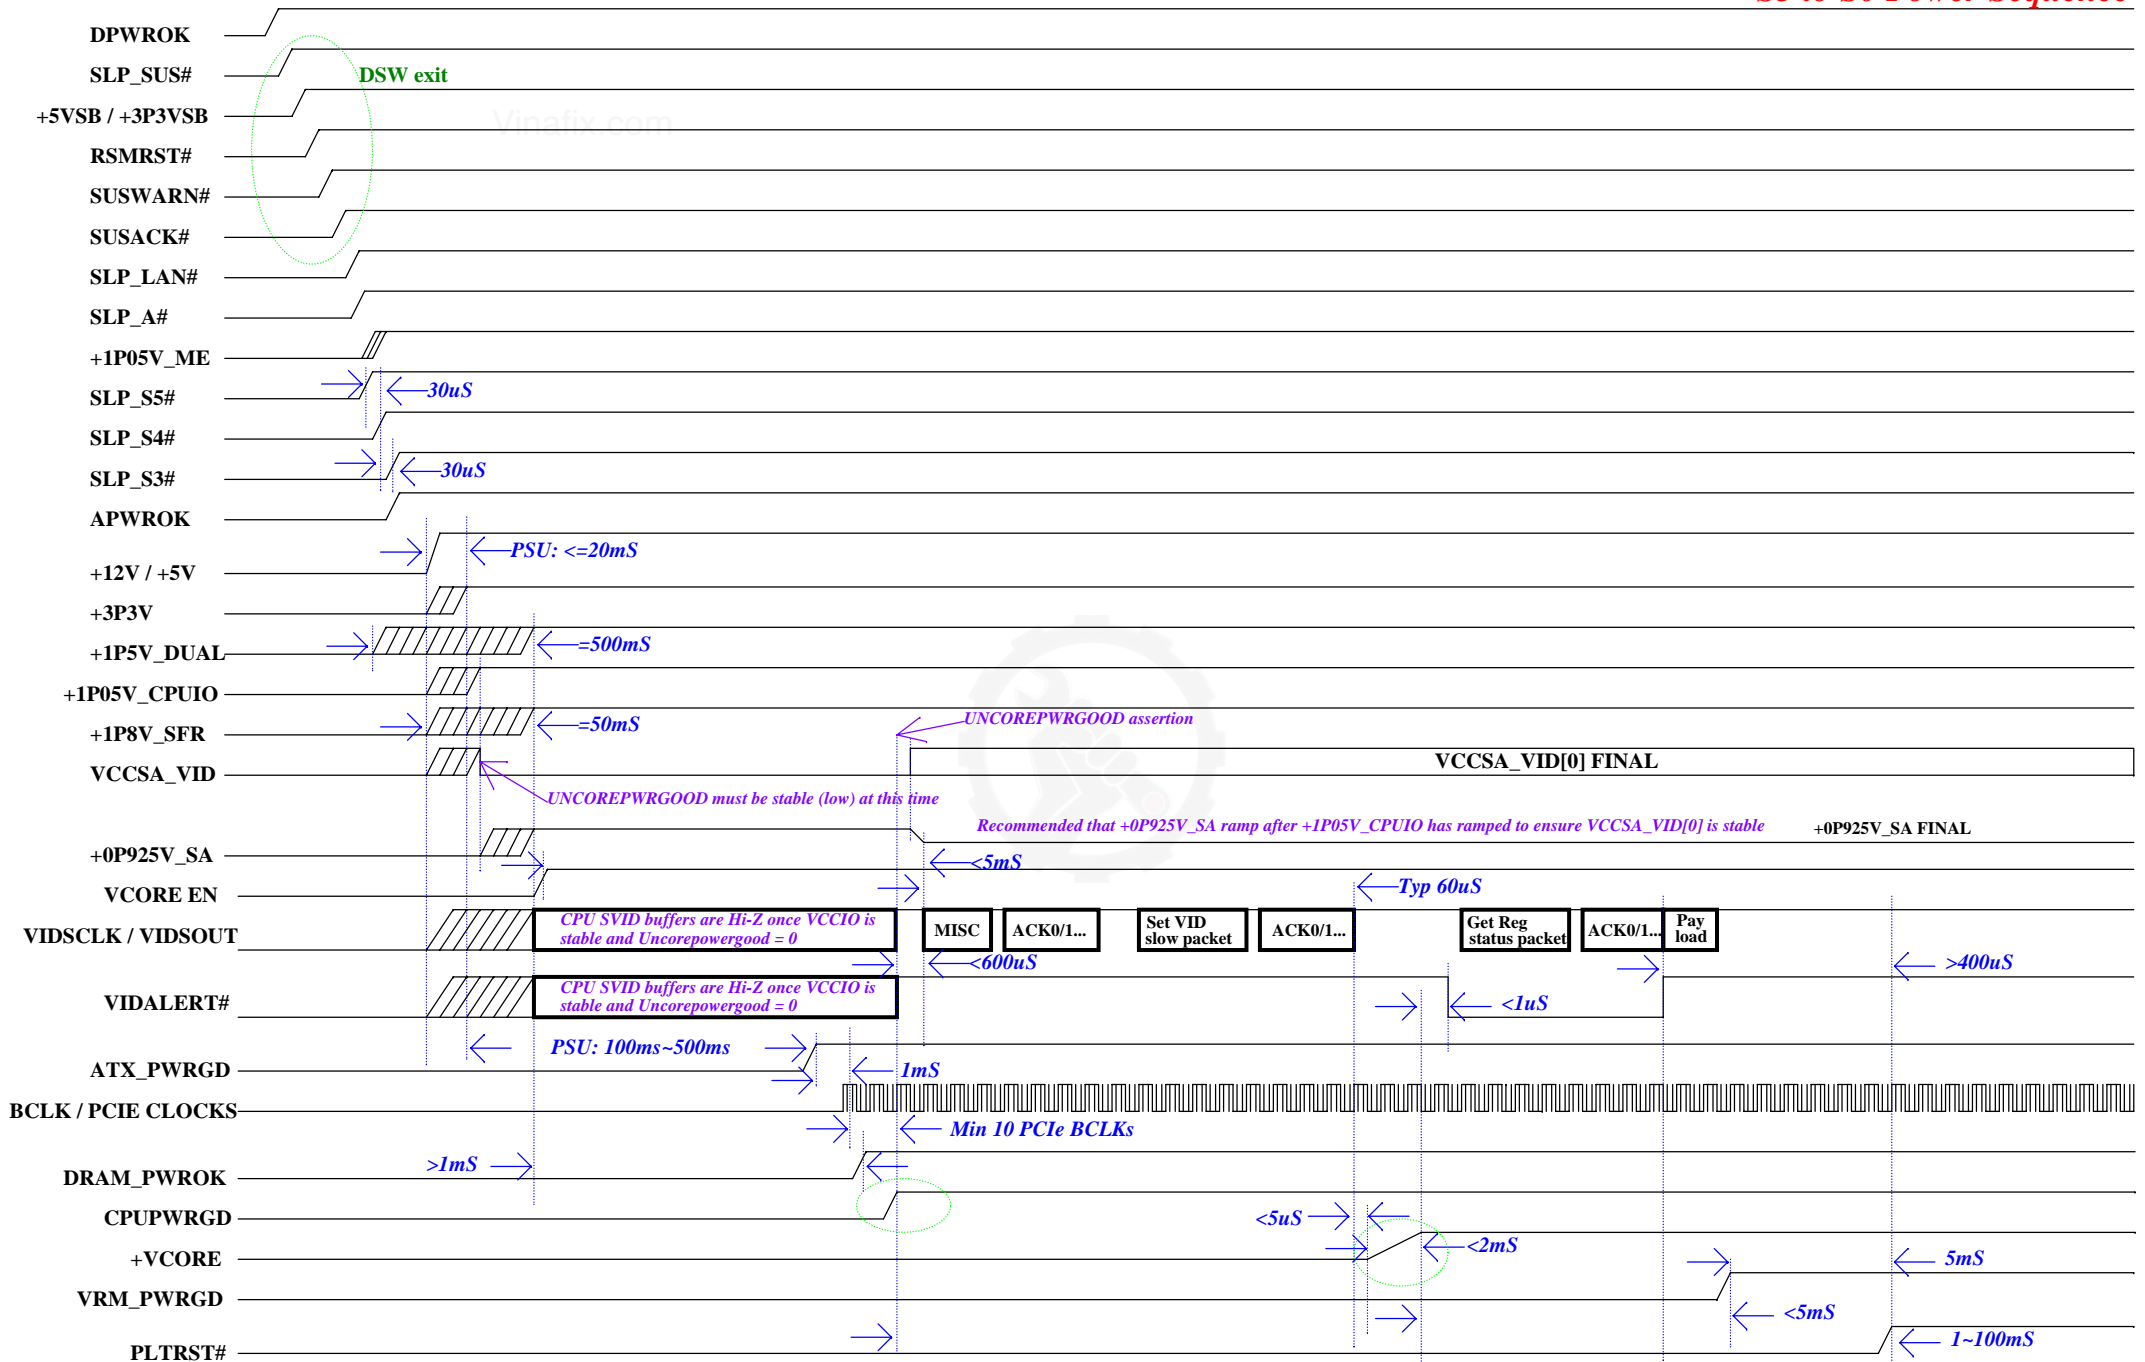 S5 to S0 Power Sequence
DPWROK
SLP_SUS#
DSW exit
+5VSB / +3P3VSB
Vinafix.com
RSMRST#
SUSWARN#
SUSACK#
SLP_LAN#
SLP_A#
+1P05V_ME
SLP_S5#
30uS
SLP_S4#
SLP_S3#
30uS
APWROK
+12V / +5V
PSU: <=20mS
+3P3V
+1P5V_DUAL
=500mS
+1P05V_CPUIO
+1P8V_SFR
=50mS
UNCOREPWRGOOD assertion
VCCSA_VID
VCCSA_VID[0] FINAL
UNCOREPWRGOOD must be stable (low) at this time
Recommended that +0P925V_SA ramp after +1P05V_CPUIO has ramped to ensure VCCSA_VID[0] is stable
+0P925V_SA FINAL
+0P925V_SA
<5mS
VCORE EN
Typ 60uS
VIDSCLK / VIDSOUT
CPU SVID buffers are Hi-Z once VCCIO is
stable and Uncorepowergood = 0
MISC
ACK0/1...
Set VID
slow packet
ACK0/1...
Get Reg
status packet
ACK0/1...
Pay
load
<600uS
>400uS
VIDALERT#
CPU SVID buffers are Hi-Z once VCCIO is
stable and Uncorepowergood = 0
<1uS
PSU: 100ms~500ms
ATX_PWRGD
1mS
BCLK / PCIE CLOCKS
Min 10 PCIe BCLKs
>1mS
DRAM_PWROK
CPUPWRGD
<5uS
+VCORE
<2mS
5mS
VRM_PWRGD
<5mS
PLTRST#
1~100mS